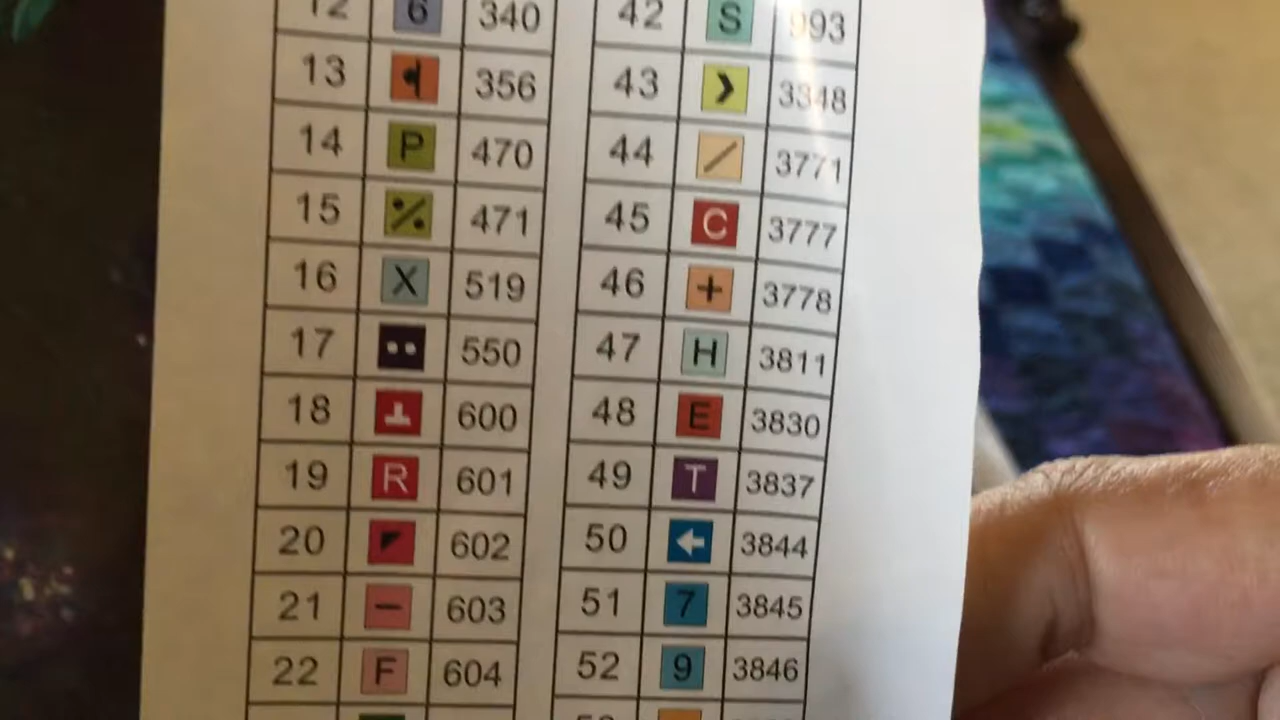 12 6 340 42 S 993
13 356 43 3348
14 P 470 44 / 3771
15 % 471 45 C 3777
16 X 519 46 + 3778
17 550 47 H 3811
18 600 48 E 3830
19 R 601 49 T 3837
20 602 50 ← 3844
21 − 603 51 7 3845
22 F 604 52 9 3846